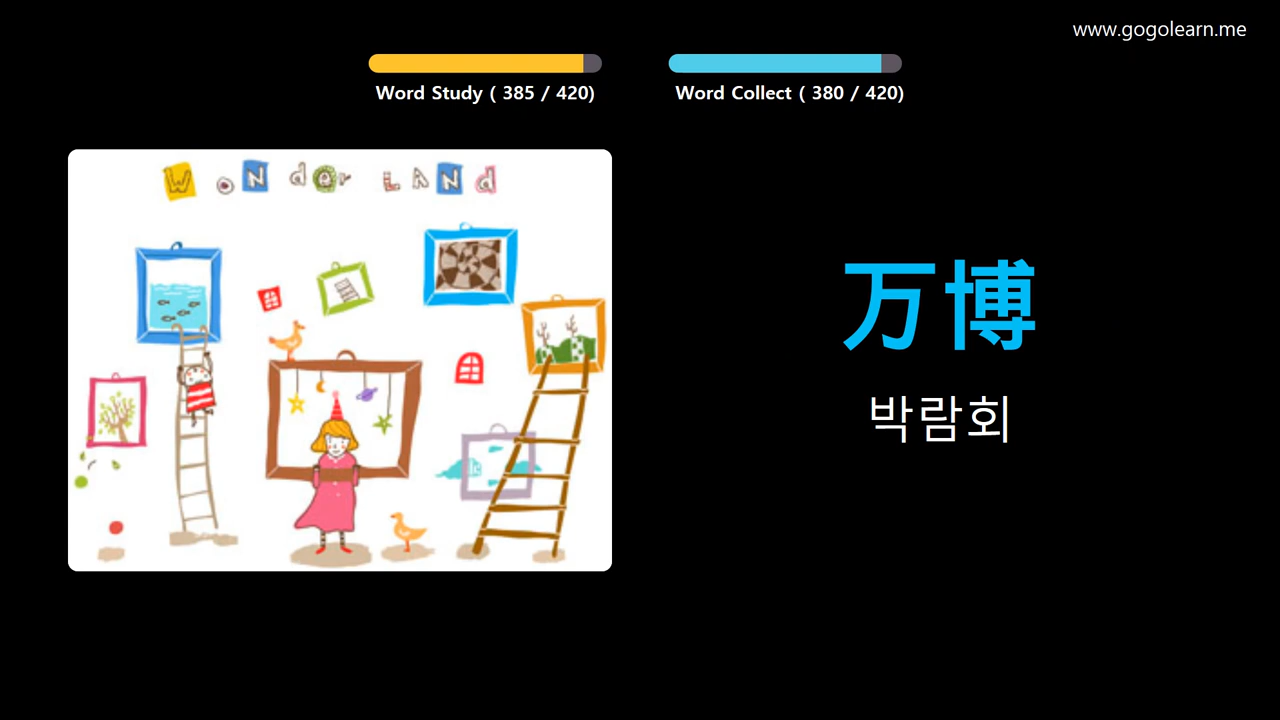 www.gogolearn.me
Word Study ( 385 / 420)
Word Collect ( 380 / 420)
WoNder LANd
万博
박람회